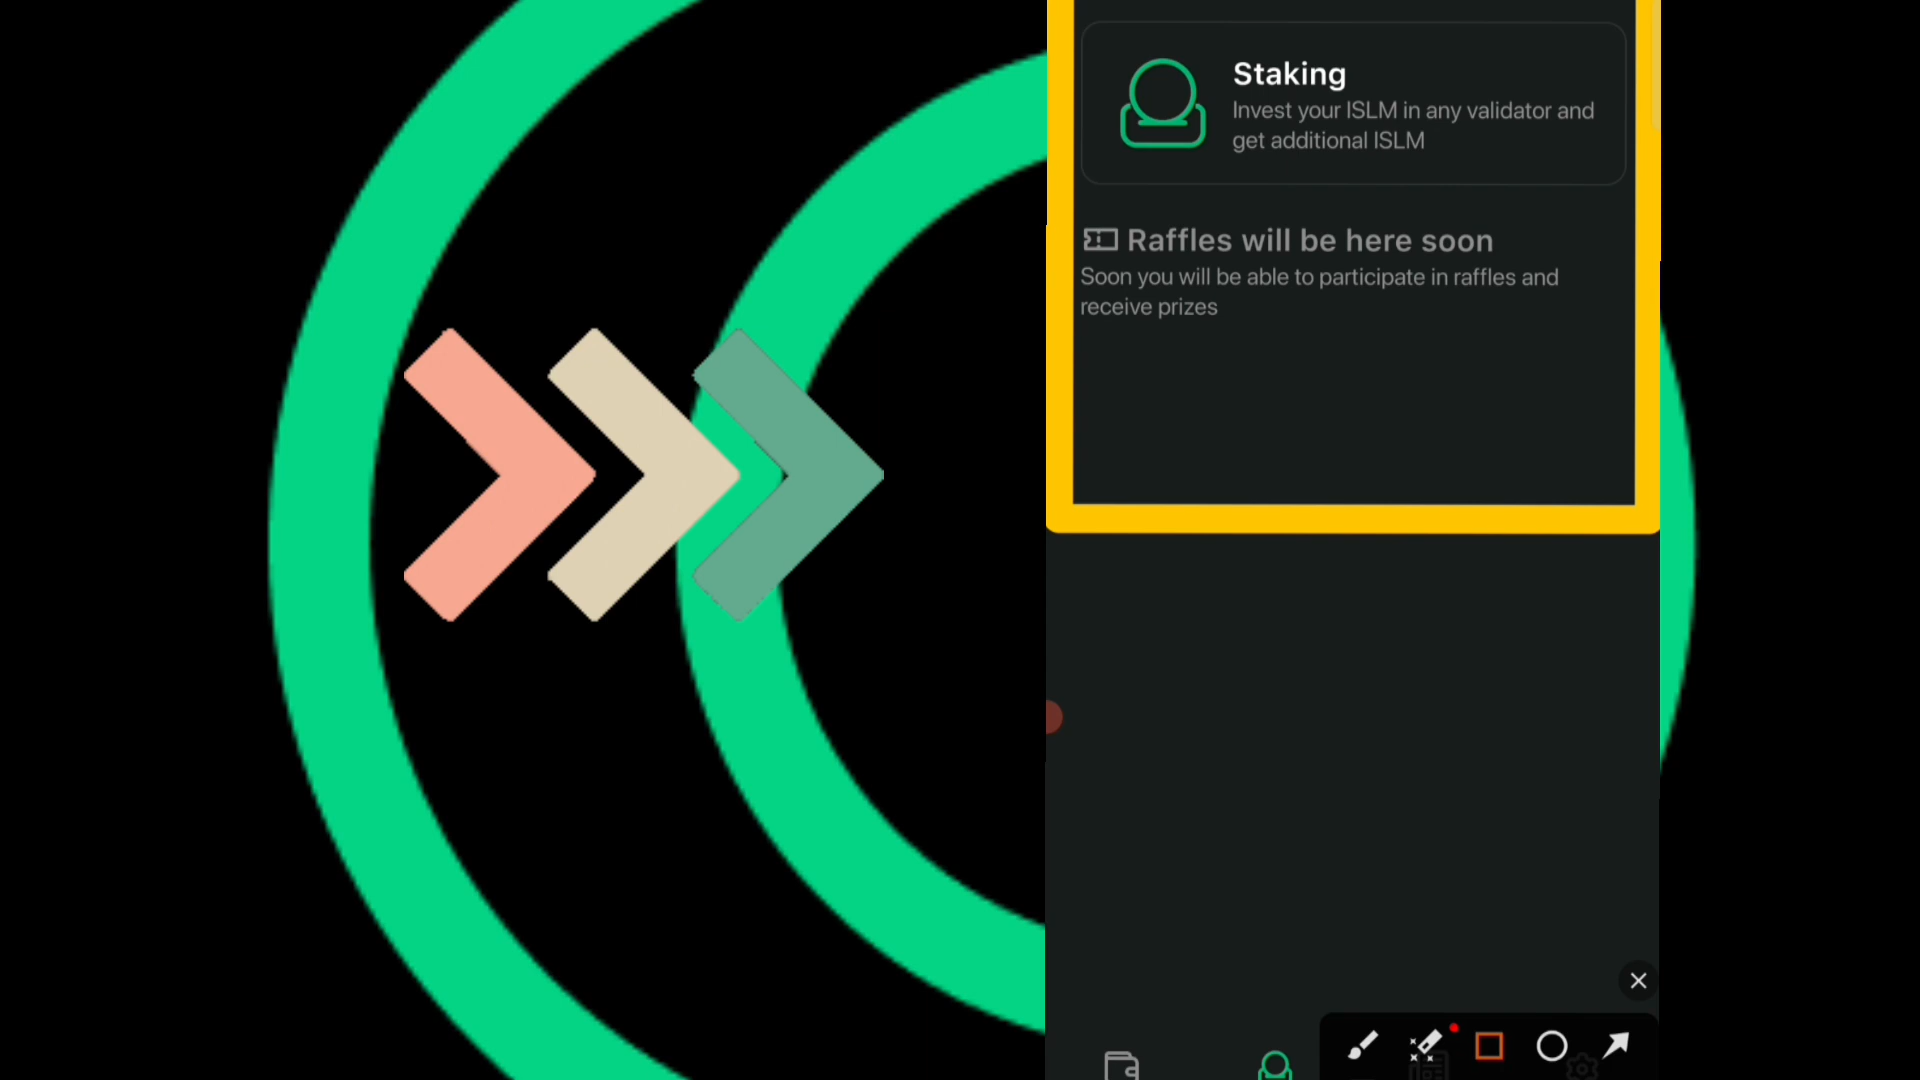 Staking
Invest your ISLM in any validator and
get additional ISLM
Raffles will be here soon
Soon you will be able to participate in raffles and
receive prizes